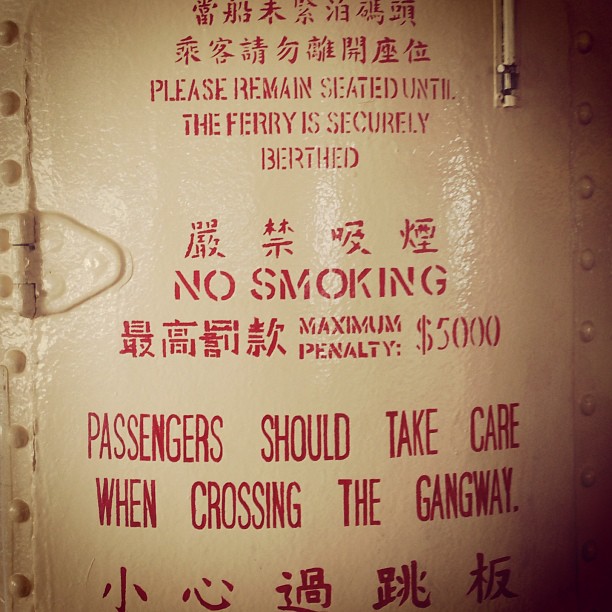 當船未緊泊碼頭
乘客請勿離開座位
PLEASE REMAIN SEATED UNTIL
THE FERRY IS SECURELY
BERTHED
嚴禁吸煙
NO SMOKING
最高罰款 MAXIMUM PENALTY: $5000
PASSENGERS SHOULD TAKE CARE
WHEN CROSSING THE GANGWAY.
小心過跳板